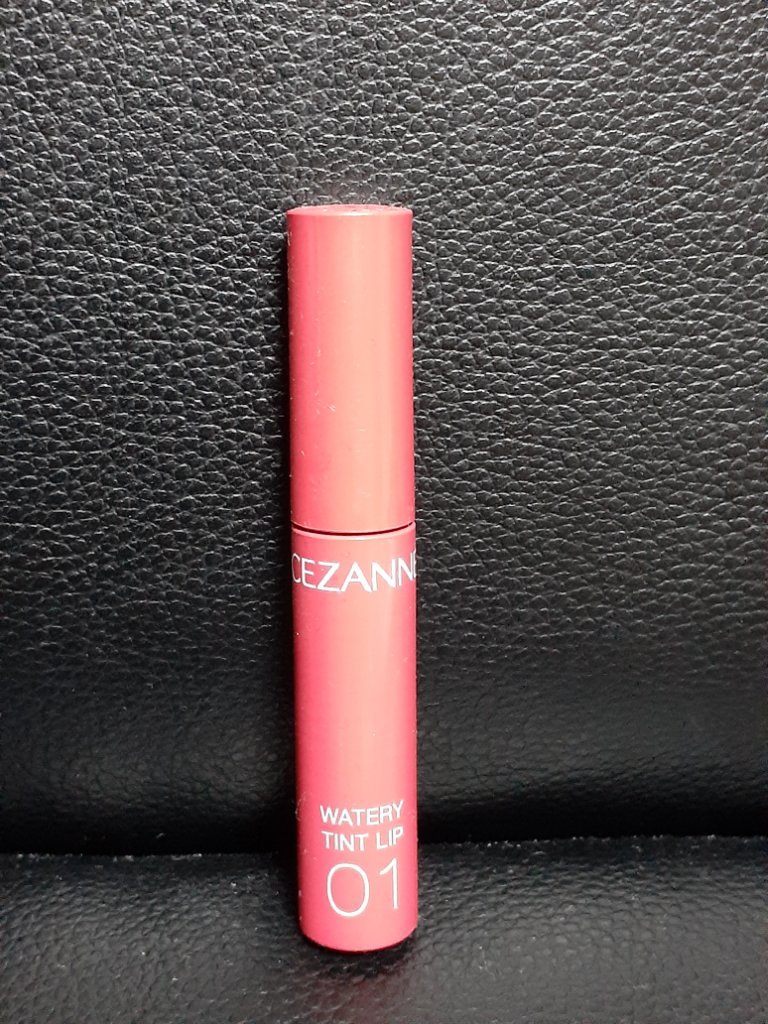 CEZANNE
WATERY
TINT LIP
01